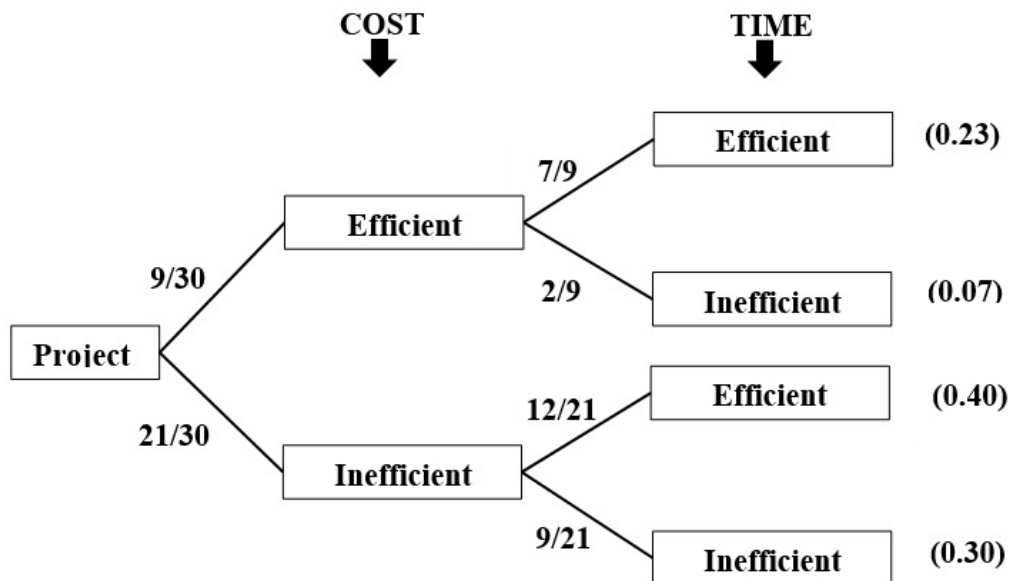 COST
TIME
Efficient
(0.23)
7/9
Efficient
9/30
2/9
Inefficient
(0.07)
Project
21/30
12/21
Efficient
(0.40)
Inefficient
9/21
Inefficient
(0.30)